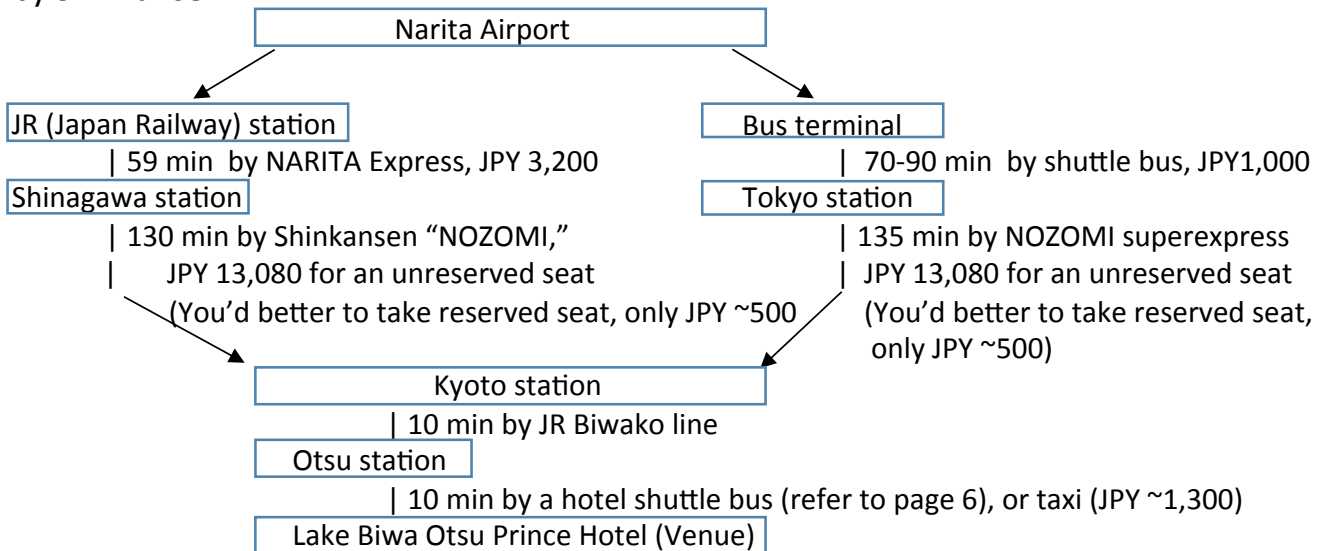 Narita Airport
JR (Japan Railway) station
Bus terminal
| 59 min by NARITA Express, JPY 3,200
| 70-90 min by shuttle bus, JPY1,000
Shinagawa station
Tokyo station
| 130 min by Shinkansen “NOZOMI,”
| JPY 13,080 for an unreserved seat
(You’d better to take reserved seat, only JPY ~500
| 135 min by NOZOMI superexpress
| JPY 13,080 for an unreserved seat
(You’d better to take reserved seat,
only JPY ~500)
Kyoto station
| 10 min by JR Biwako line
Otsu station
| 10 min by a hotel shuttle bus (refer to page 6), or taxi (JPY ~1,300)
Lake Biwa Otsu Prince Hotel (Venue)